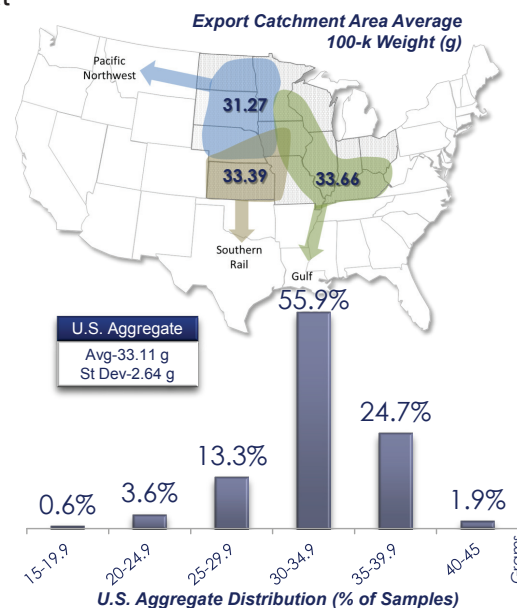 Export Catchment Area Average
100-k Weight (g)
Pacific
Northwest
31.27
33.39
33.66
Southern
Rail
Gulf
U.S. Aggregate
Avg-33.11 g
St Dev-2.64 g
55.9%
24.7%
13.3%
3.6%
0.6%
1.9%
15-19.9
20-24.9
25-29.9
30-34.9
35-39.9
40-45
Grams
U.S. Aggregate Distribution (% of Samples)